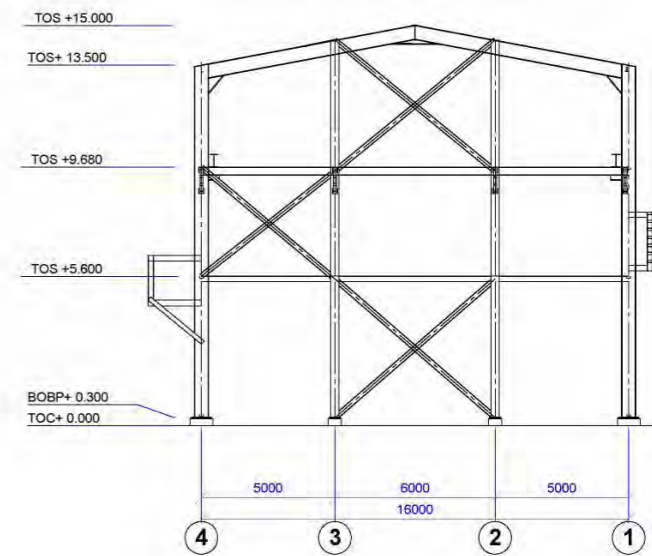 TOS +15.000
TOS+ 13.500
TOS +9.680
TOS +5.600
BOBP+ 0.300
TOC+ 0.000
5000 6000 5000
16000
4 3 2 1